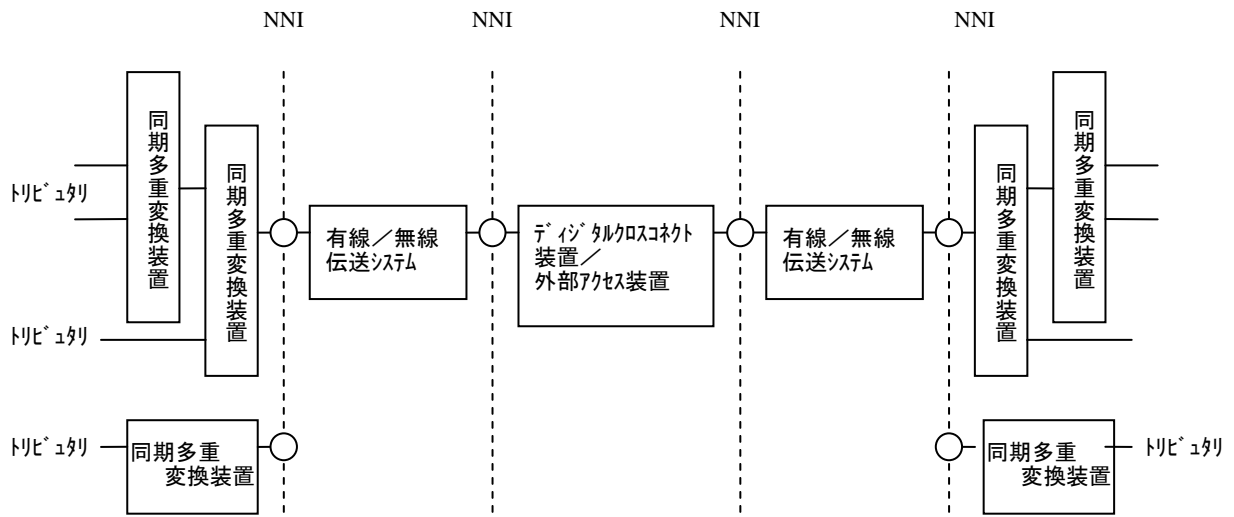 NNI
NNI
NNI
NNI
同期多重変換装置
同期多重変換装置
ﾄﾘﾋﾞｭﾀﾘ
ﾄﾘﾋﾞｭﾀﾘ
有線／無線
伝送ｼｽﾃﾑ
ﾃﾞｨｼﾞﾀﾙｸﾛｽｺﾈｸﾄ
装置／
外部ｱｸｾｽ装置
有線／無線
伝送ｼｽﾃﾑ
同期多重変換装置
同期多重変換装置
ﾄﾘﾋﾞｭﾀﾘ
同期多重
変換装置
同期多重
変換装置
ﾄﾘﾋﾞｭﾀﾘ